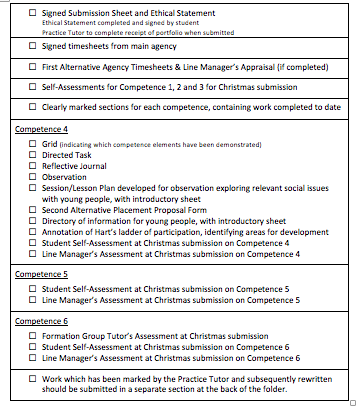 ☐ Signed Submission Sheet and Ethical Statement
Ethical Statement completed and signed by student
Practice Tutor to complete receipt of portfolio when submitted
☐ Signed timesheets from main agency
☐ First Alternative Agency Timesheets & Line Manager's Appraisal (if completed)
☐ Self-Assessments for Competence 1, 2 and 3 for Christmas submission
☐ Clearly marked sections for each competence, containing work completed to date
Competence 4
☐ Grid (indicating which competence elements have been demonstrated)
☐ Directed Task
☐ Reflective Journal
☐ Observation
☐ Session/Lesson Plan developed for observation exploring relevant social issues
with young people, with introductory sheet
☐ Second Alternative Placement Proposal Form
☐ Directory of information for young people, with introductory sheet
☐ Annotation of Hart's ladder of participation, identifying areas for development
☐ Student Self-Assessment at Christmas submission on Competence 4
☐ Line Manager's Assessment at Christmas submission on Competence 4
Competence 5
☐ Student Self-Assessment at Christmas submission on Competence 5
☐ Line Manager's Assessment at Christmas submission on Competence 5
Competence 6
☐ Formation Group Tutor's Assessment at Christmas submission
☐ Student Self-Assessment at Christmas submission on Competence 6
☐ Line Manager's Assessment at Christmas submission on Competence 6
☐ Work which has been marked by the Practice Tutor and subsequently rewritten
should be submitted in a separate section at the back of the folder.